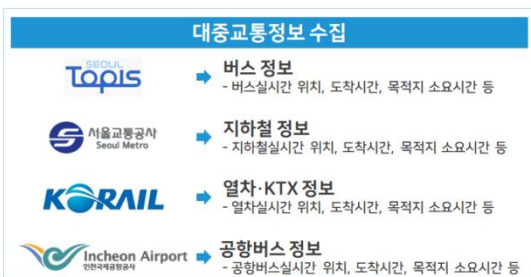 대중교통정보 수집
SEOUL
Topis
버스 정보
- 버스실시간 위치, 도착시간, 목적지 소요시간 등
서울교통공사
Seoul Metro
지하철 정보
- 지하철실시간 위치, 도착시간, 목적지 소요시간 등
KORAIL
열차·KTX 정보
- 열차실시간 위치, 도착시간, 목적지 소요시간 등
Incheon Airport
인천국제공항공사
공항버스 정보
- 공항버스실시간 위치, 도착시간, 목적지 소요시간 등